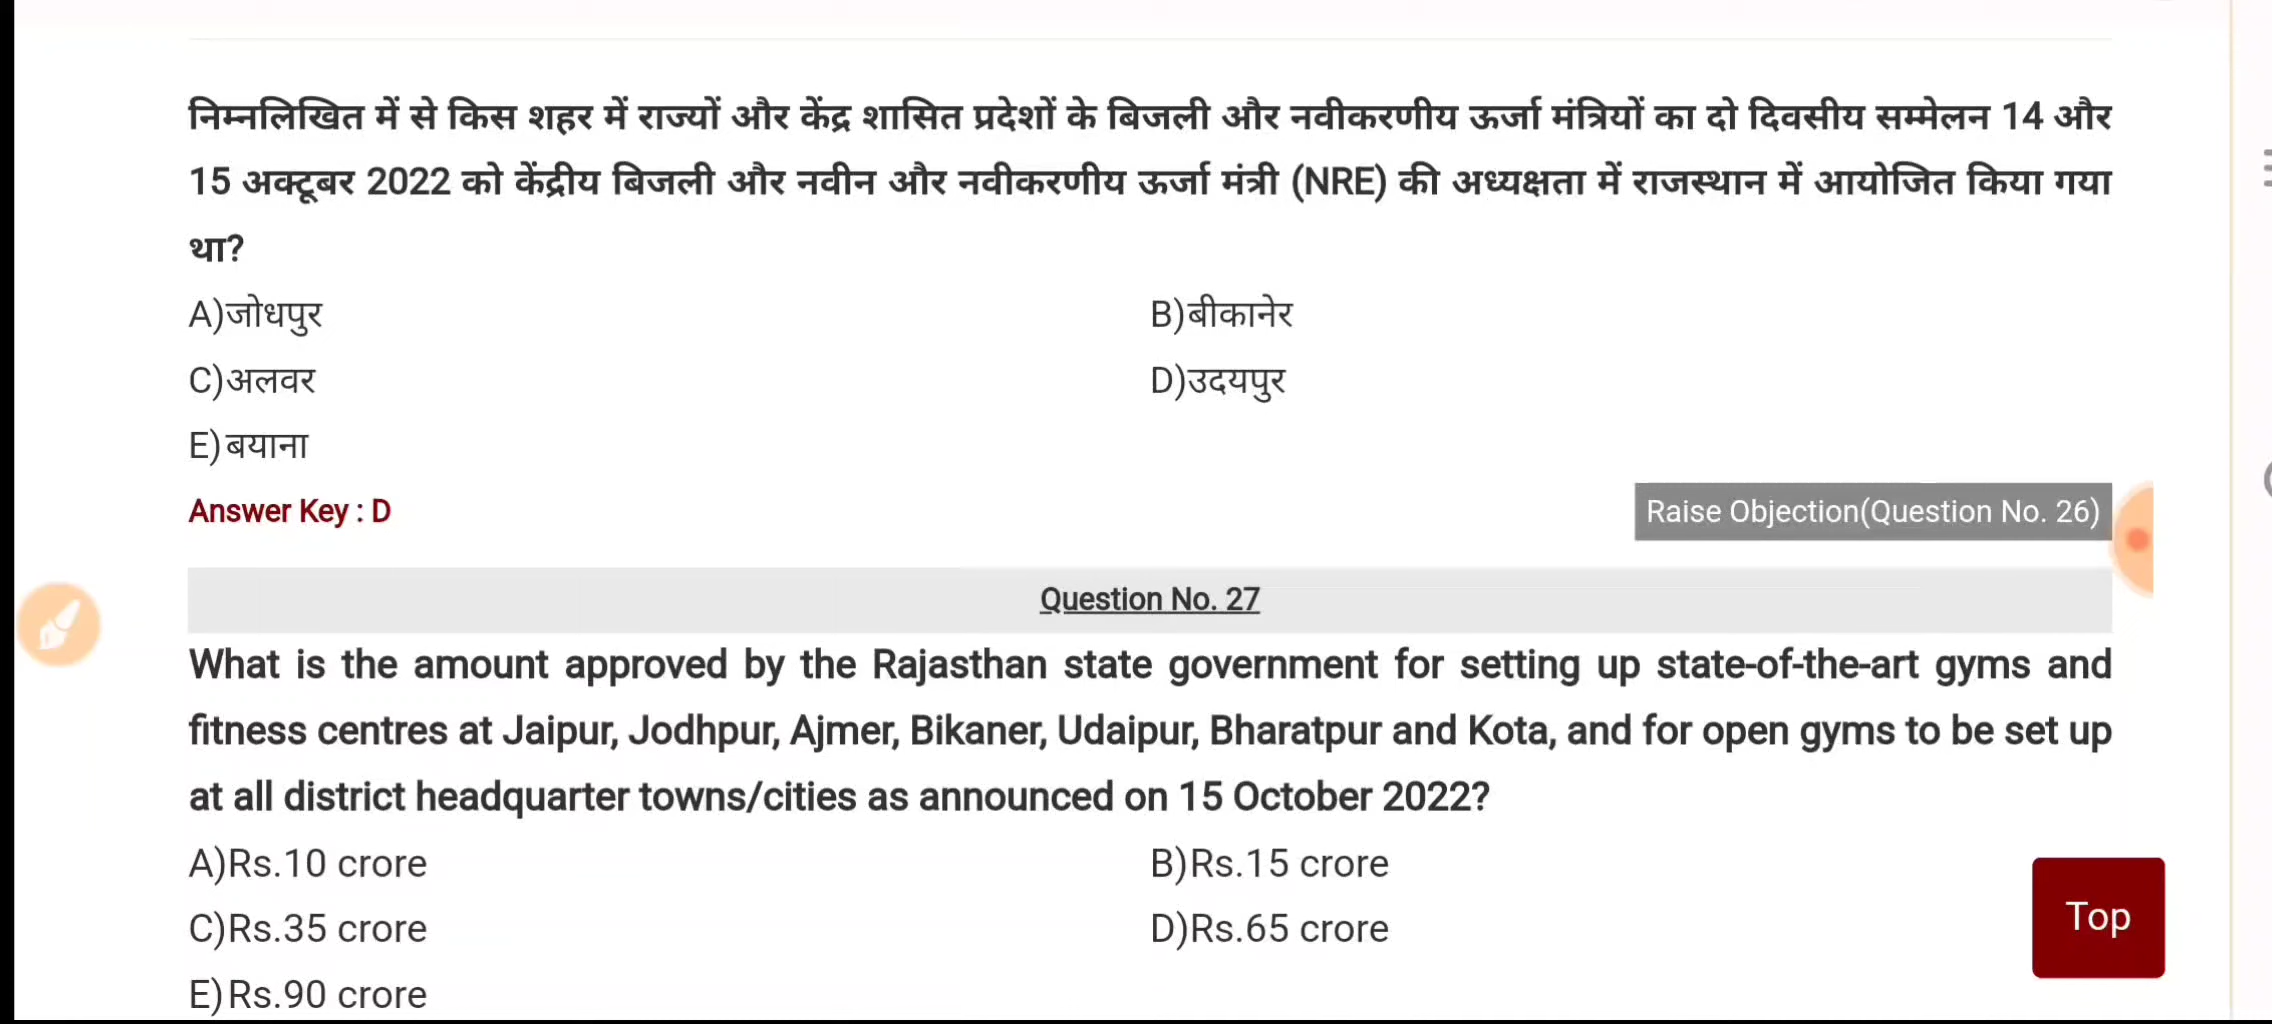 निम्नलिखित में से किस शहर में राज्यों और केंद्र शासित प्रदेशों के बिजली और नवीकरणीय ऊर्जा मंत्रियों का दो दिवसीय सम्मेलन 14 और
15 अक्टूबर 2022 को केंद्रीय बिजली और नवीन और नवीकरणीय ऊर्जा मंत्री (NRE) की अध्यक्षता में राजस्थान में आयोजित किया गया
था?
A)जोधपुर B)बीकानेर
C)अलवर D)उदयपुर
E)बयाना
Answer Key : D Raise Objection(Question No. 26)
Question No. 27
What is the amount approved by the Rajasthan state government for setting up state-of-the-art gyms and
fitness centres at Jaipur, Jodhpur, Ajmer, Bikaner, Udaipur, Bharatpur and Kota, and for open gyms to be set up
at all district headquarter towns/cities as announced on 15 October 2022?
A)Rs.10 crore B)Rs.15 crore
C)Rs.35 crore D)Rs.65 crore
Top
E)Rs.90 crore